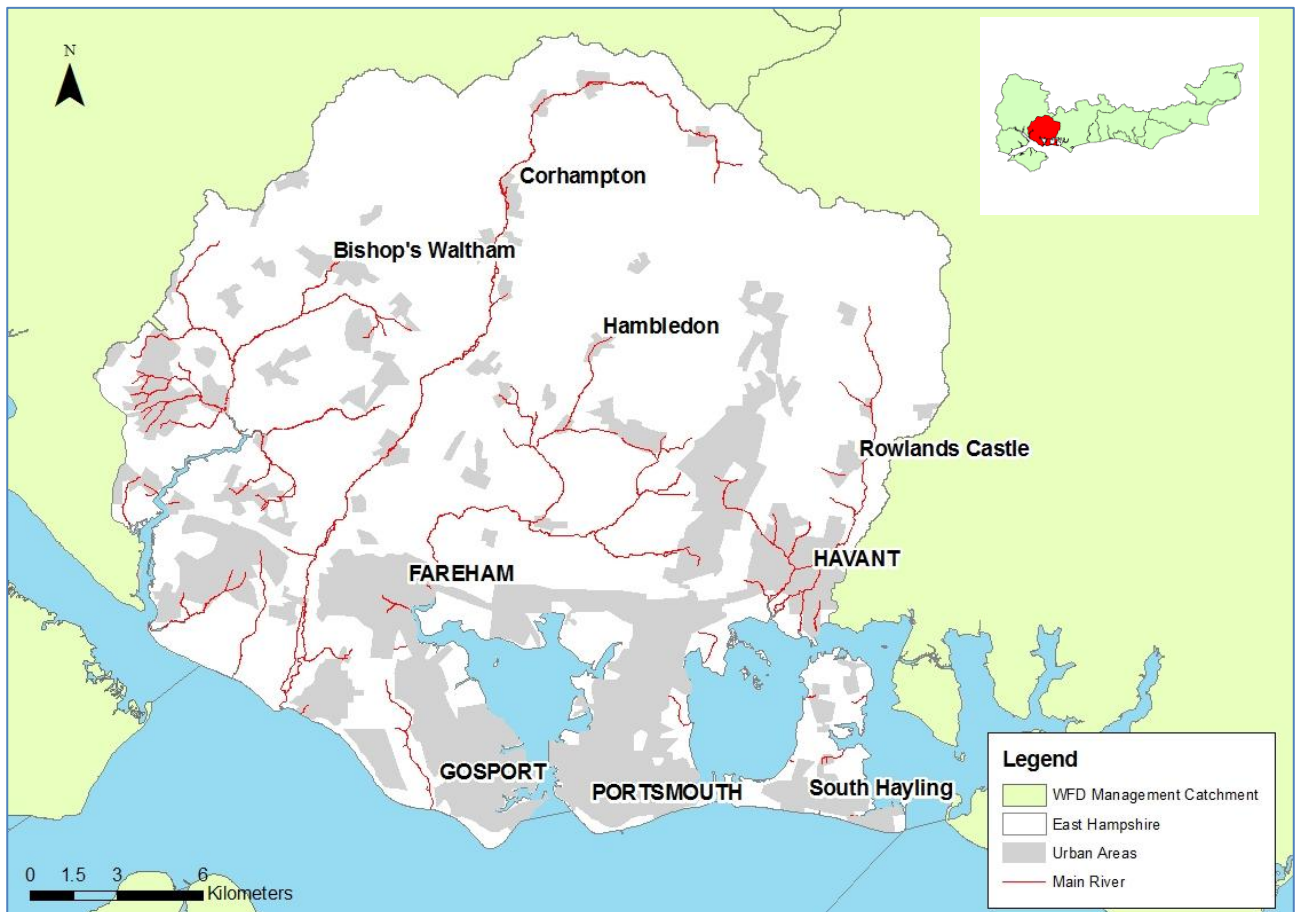 N
Corhampton
Bishop's Waltham
Hambledon
Rowlands Castle
HAVANT
FAREHAM
GOSPORT
PORTSMOUTH
South Hayling
Legend
WFD Management Catchment
East Hampshire
Urban Areas
Main River
0 1.5 3 6
Kilometers